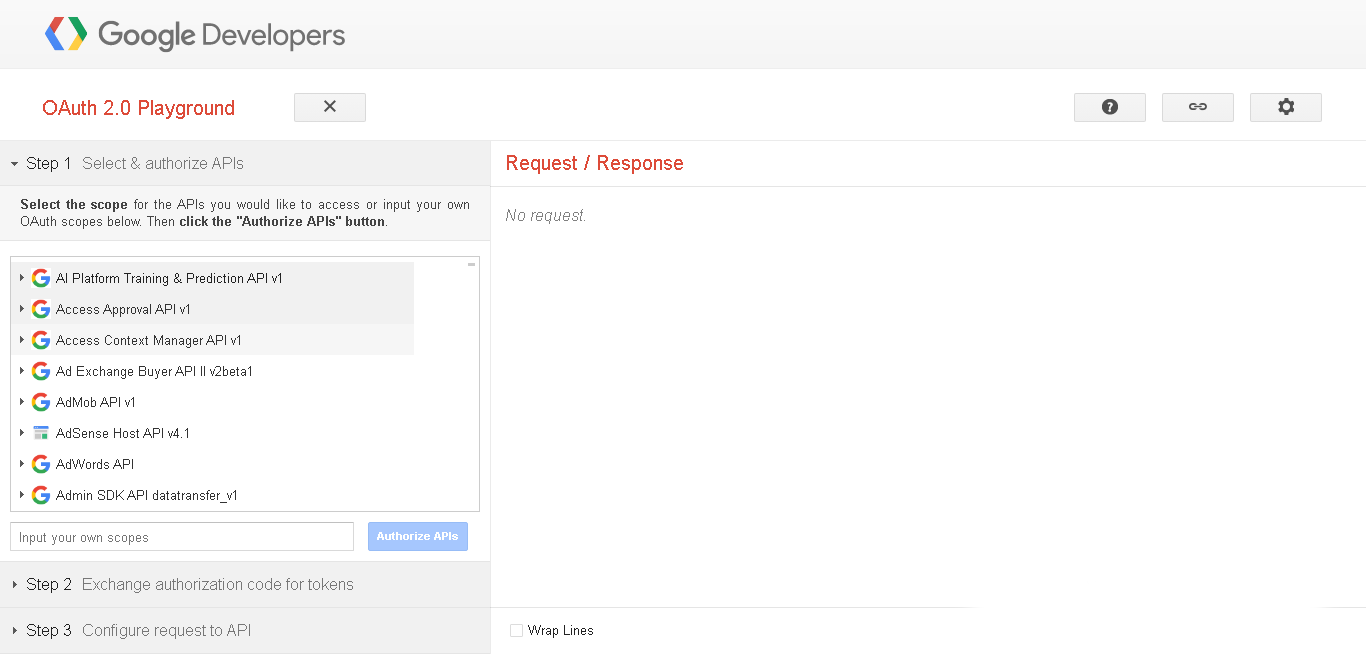 Google Developers
OAuth 2.0 Playground
Step 1 Select & authorize APIs
Select the scope for the APIs you would like to access or input your own
OAuth scopes below. Then click the "Authorize APIs" button.
AI Platform Training & Prediction API v1
Access Approval API v1
Access Context Manager API v1
Ad Exchange Buyer API II v2beta1
AdMob API v1
AdSense Host API v4.1
AdWords API
Admin SDK API datatransfer_v1
Input your own scopes
Authorize APIs
Step 2 Exchange authorization code for tokens
Step 3 Configure request to API
Request / Response
No request.
Wrap Lines